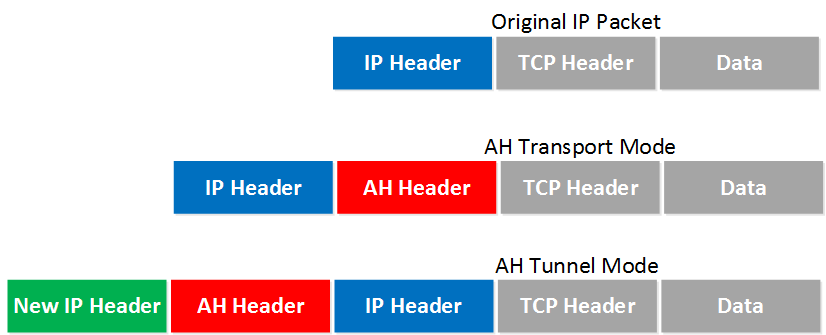 Original IP Packet
IP Header TCP Header Data
AH Transport Mode
IP Header AH Header TCP Header Data
AH Tunnel Mode
New IP Header AH Header IP Header TCP Header Data